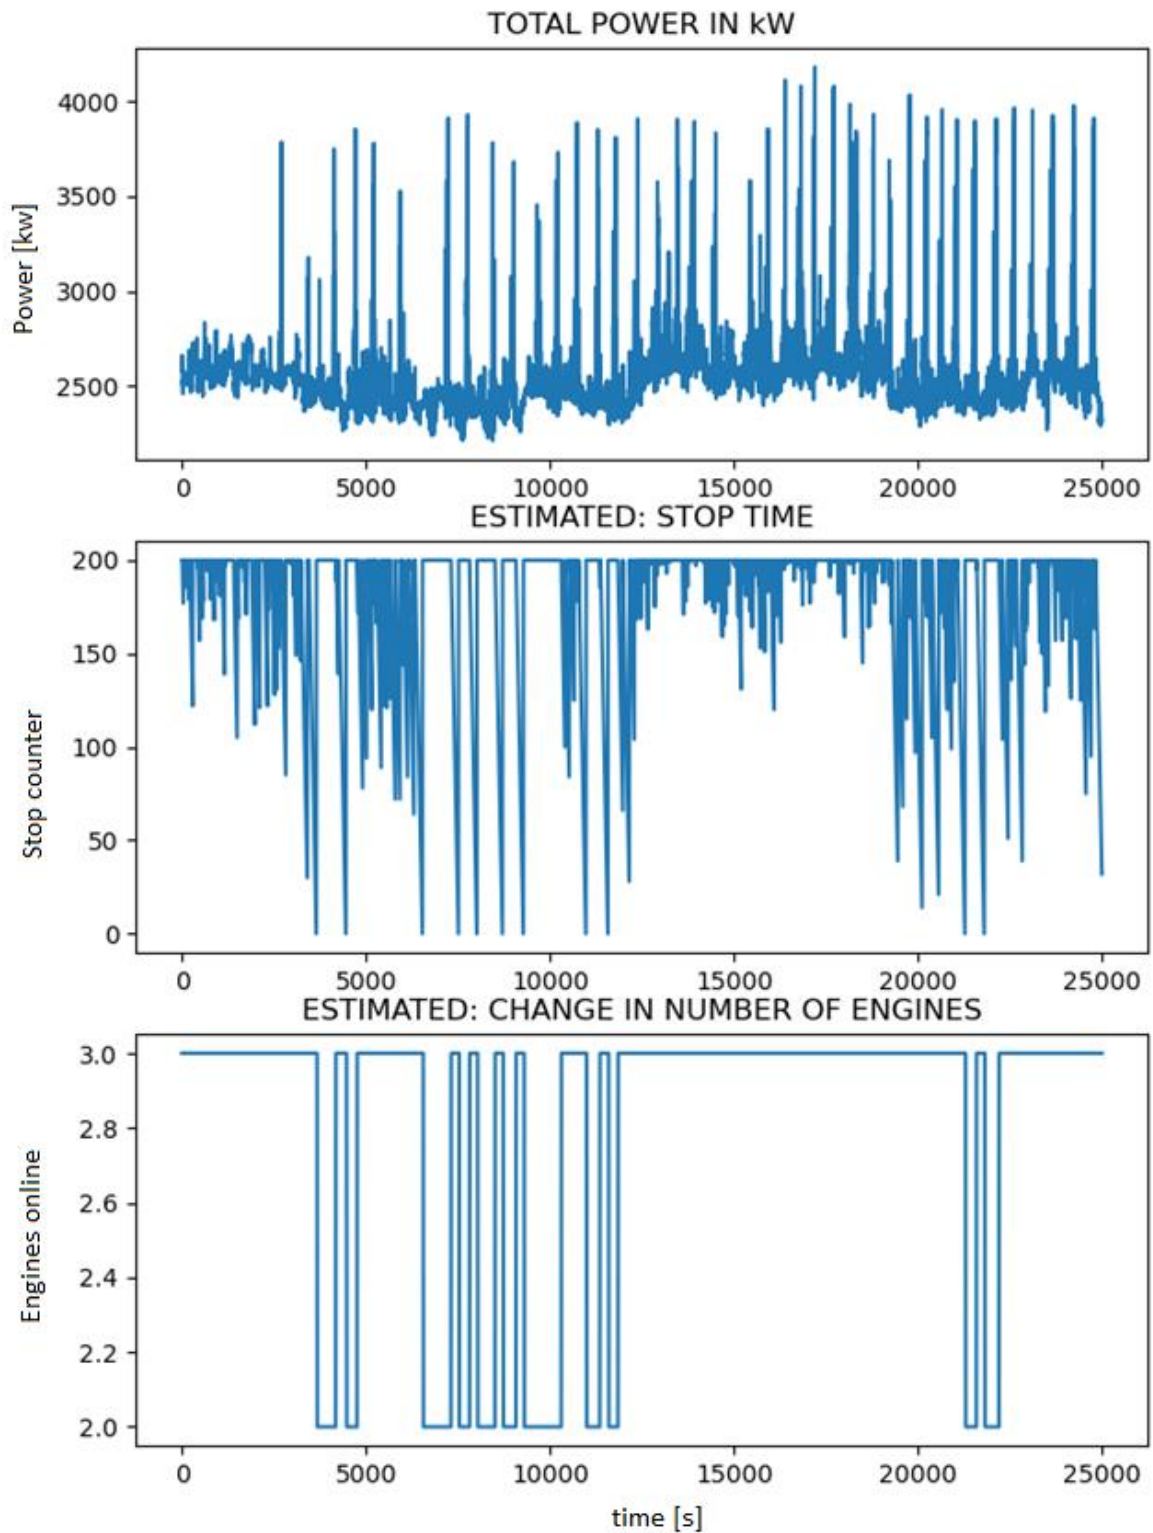 TOTAL POWER IN kW
4000
3500
3000
2500
Power [kw]
0 5000 10000 15000 20000 25000
ESTIMATED: STOP TIME
200
150
100
50
0
Stop counter
0 5000 10000 15000 20000 25000
ESTIMATED: CHANGE IN NUMBER OF ENGINES
3.0
2.8
2.6
2.4
2.2
2.0
Engines online
0 5000 10000 15000 20000 25000
time [s]